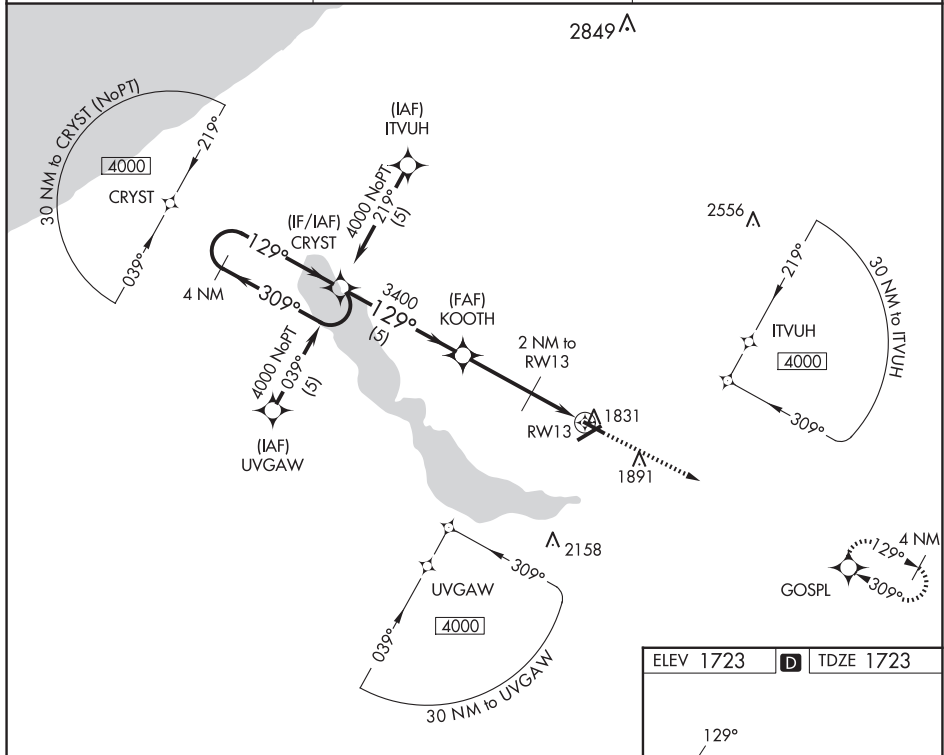 2849
30 NM to CRYST (NoPT)
219°
4000
CRYST
039°
(IAF)
ITVUH
4000 NoPT
219°
(5)
(IF/IAF)
CRYST
129°
4 NM
309°
3400
129°
(5)
(FAF)
KOOTH
2 NM to
RW13
4000 NoPT
039°
(5)
(IAF)
UVGAW
RW13
1831
1891
2556
219°
30 NM to ITVUH
ITVUH
4000
309°
2158
309°
UVGAW
4000
039°
30 NM to UVGAW
4 NM
129°
309°
GOSPL
ELEV 1723 D TDZE 1723
129°